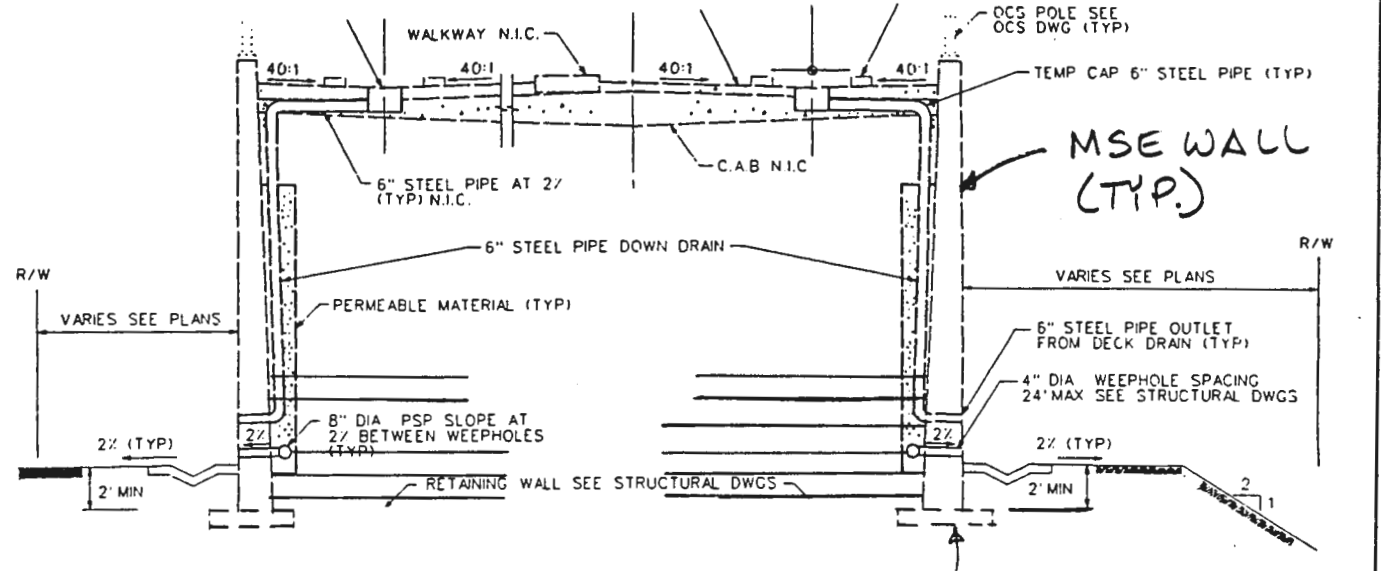 OCS POLE SEE
OCS DWG (TYP)
WALKWAY N.I.C.
40:1
40:1
40:1
40:1
TEMP CAP 6" STEEL PIPE (TYP)
MSE WALL
(TYP.)
C.A.B N.I.C
6" STEEL PIPE AT 2%
(TYP) N.I.C.
R/W
R/W
6" STEEL PIPE DOWN DRAIN
VARIES SEE PLANS
PERMEABLE MATERIAL (TYP)
VARIES SEE PLANS
6" STEEL PIPE OUTLET
FROM DECK DRAIN (TYP)
4" DIA WEEPHOLE SPACING
24' MAX SEE STRUCTURAL DWGS
8" DIA PSP SLOPE AT
2% BETWEEN WEEPHOLES
(TYP)
2%
2%
2% (TYP)
2% (TYP)
RETAINING WALL SEE STRUCTURAL DWGS
2' MIN
2' MIN
2
1